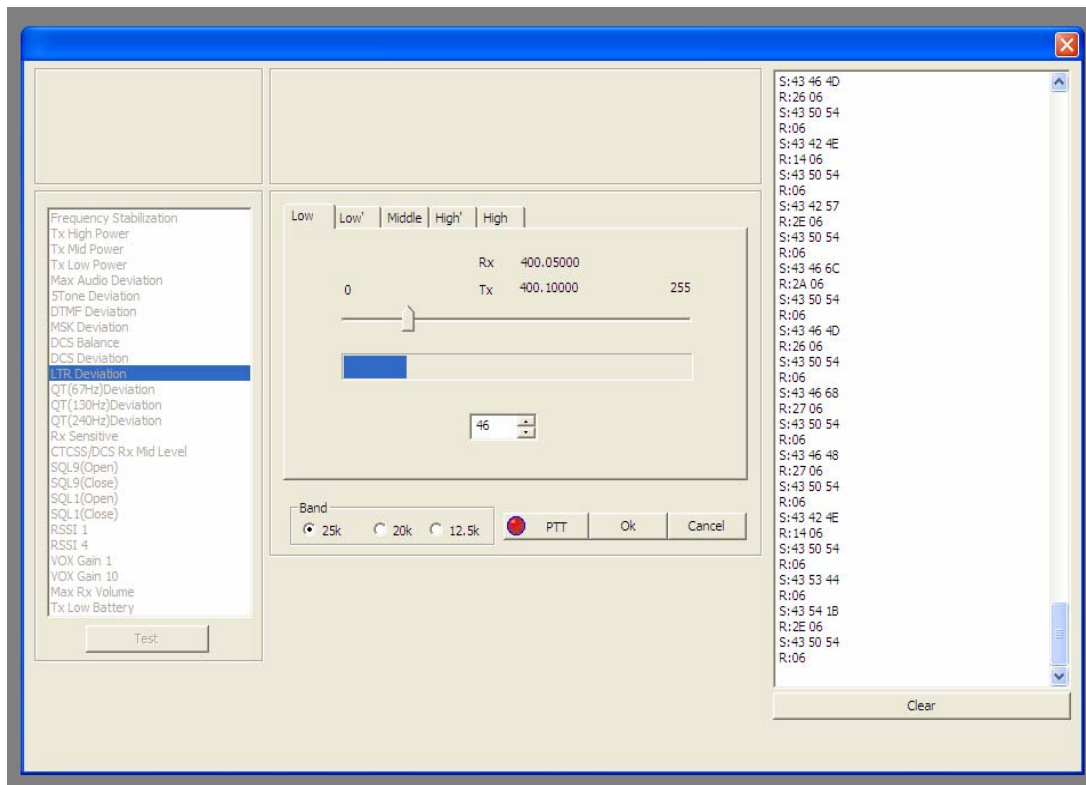 Frequency Stabilization
Tx High Power
Tx Mid Power
Tx Low Power
Max Audio Deviation
5Tone Deviation
DTMF Deviation
MSK Deviation
DCS Balance
DCS Deviation
LTR Deviation
QT(67Hz)Deviation
QT(130Hz)Deviation
QT(240Hz)Deviation
Rx Sensitive
CTCSS/DCS Rx Mid Level
SQL9(Open)
SQL9(Close)
SQL1(Open)
SQL1(Close)
RSSI 1
RSSI 4
VOX Gain 1
VOX Gain 10
Max Rx Volume
Tx Low Battery
Test
Low Low' Middle High' High
Rx 400.05000
0 Tx 400.10000 255
46
Band
25k 20k 12.5k PTT Ok Cancel
S:43 46 4D
R:26 06
S:43 50 54
R:06
S:43 42 4E
R:14 06
S:43 50 54
R:06
S:43 42 57
R:2E 06
S:43 50 54
R:06
S:43 46 6C
R:2A 06
S:43 50 54
R:06
S:43 46 4D
R:26 06
S:43 50 54
R:06
S:43 46 68
R:27 06
S:43 50 54
R:06
S:43 46 48
R:27 06
S:43 50 54
R:06
S:43 42 4E
R:14 06
S:43 50 54
R:06
S:43 53 44
R:06
S:43 54 1B
R:2E 06
S:43 50 54
R:06
Clear